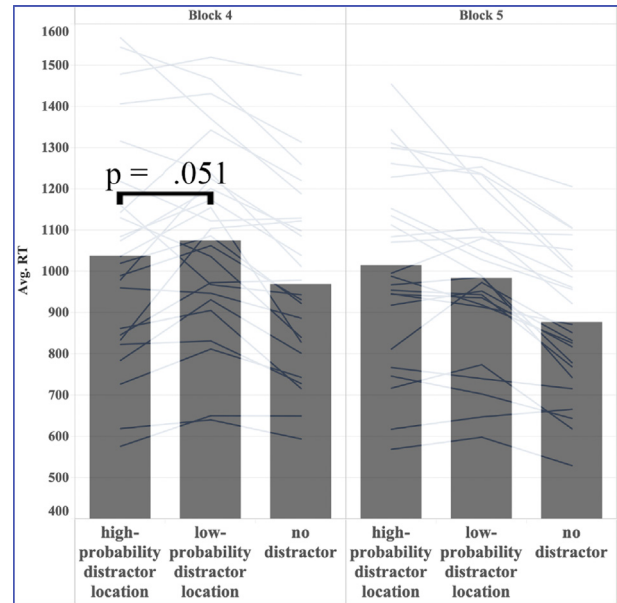 Block 4 Block 5
1600
1500
1400
1300
1200
1100
1000
900
800
700
600
500
400
Avg. RT
p = .051
high-probability distractor location
low-probability distractor location
no distractor
high-probability distractor location
low-probability distractor location
no distractor